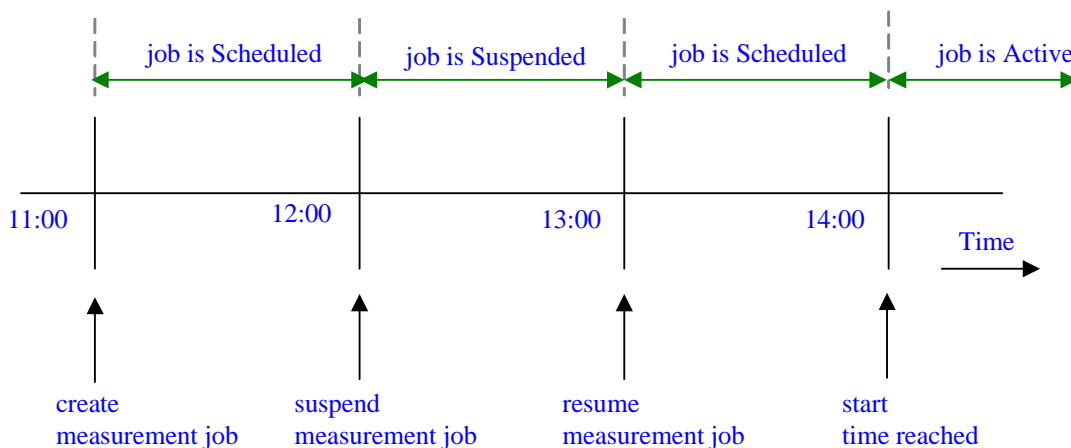 job is Scheduled
job is Suspended
job is Scheduled
job is Active
11:00
12:00
13:00
14:00
Time
create
measurement job
suspend
measurement job
resume
measurement job
start
time reached